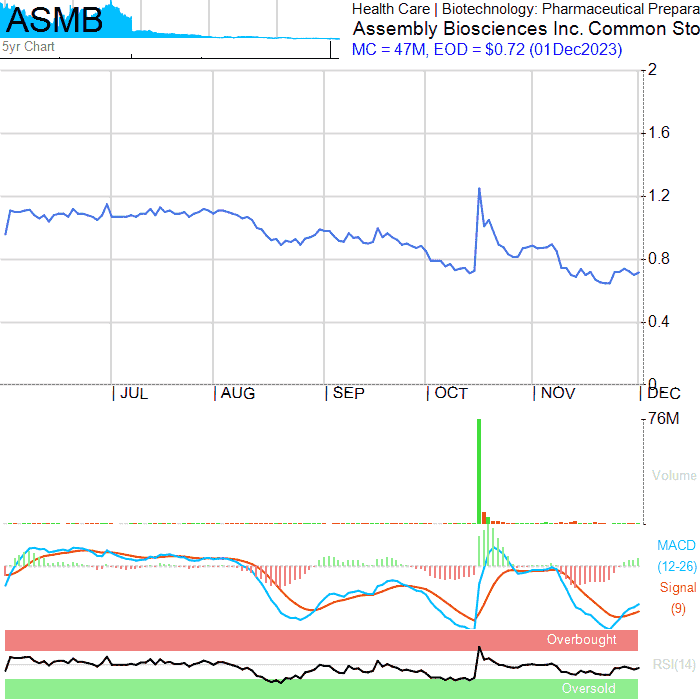 ASMB
5yr Chart
Health Care | Biotechnology: Pharmaceutical Prepara
Assembly Biosciences Inc. Common Sto
MC = 47M, EOD = $0.72 (01Dec2023)
2
1.6
1.2
0.8
0.4
0
JUL AUG SEP OCT NOV DEC
76M
Volume
MACD
(12-26)
Signal
(9)
Overbought
RSI(14)
Oversold